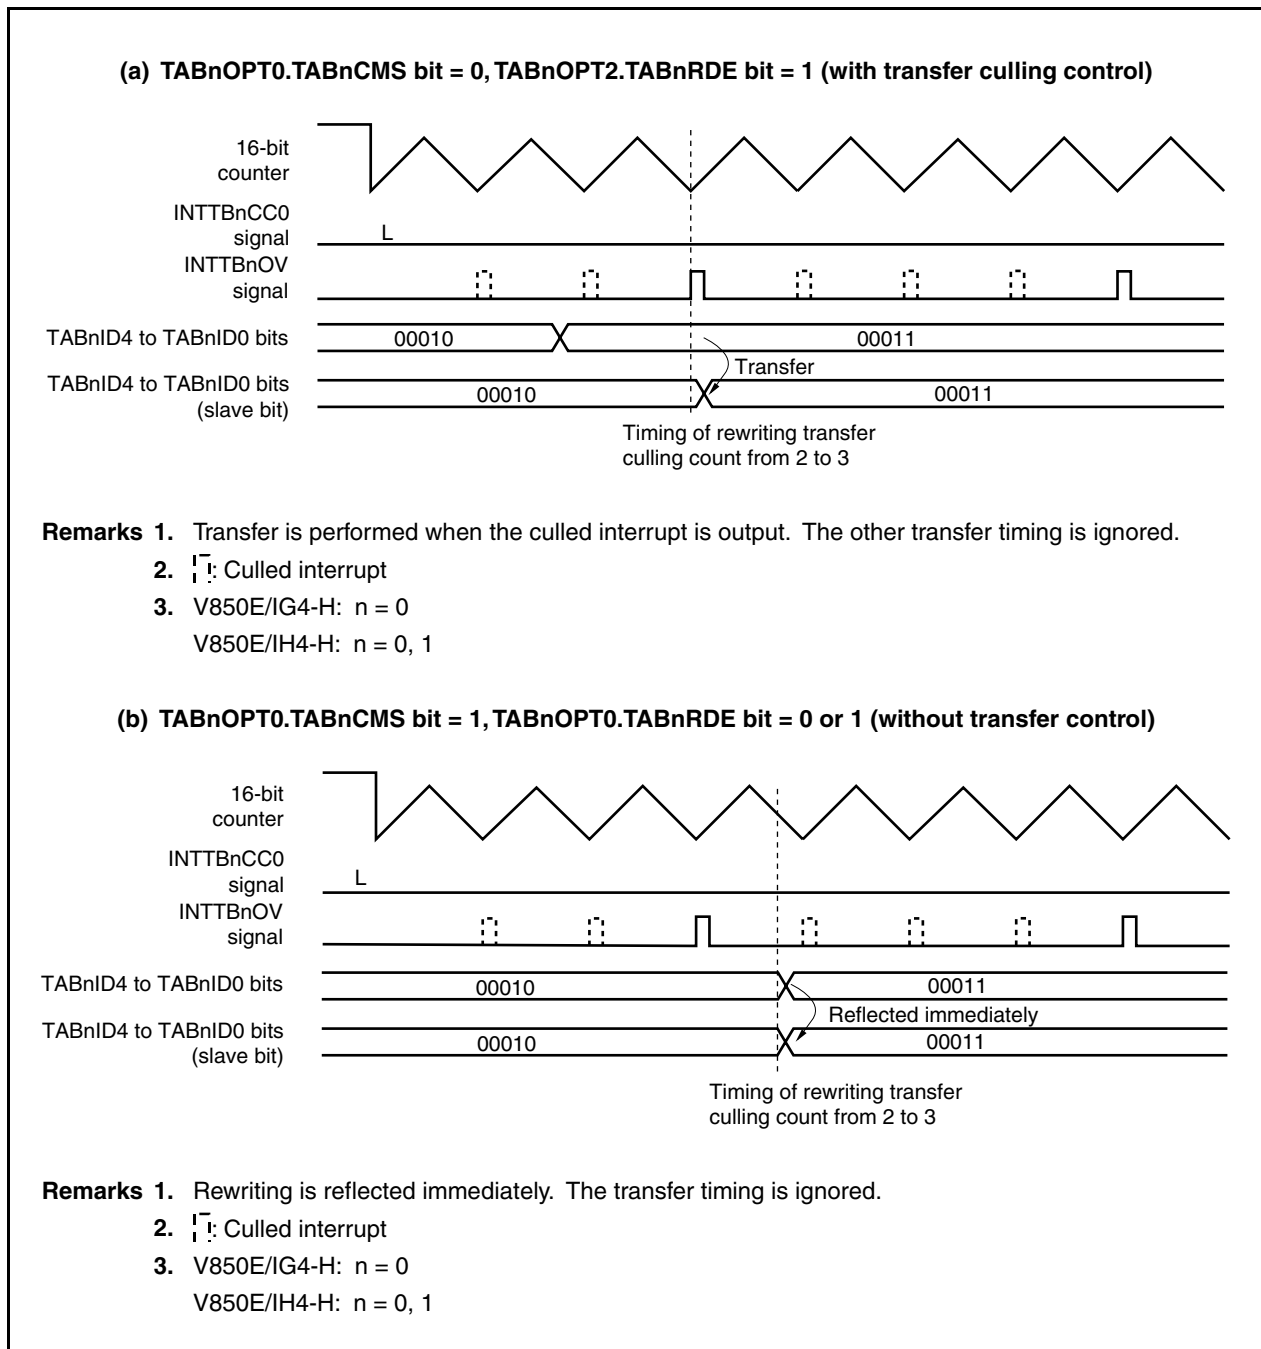 (a) TABnOPT0.TABnCMS bit = 0, TABnOPT2.TABnRDE bit = 1 (with transfer culling control)
16-bit
counter
INTTBnCC0
signal
L
INTTBnOV
signal
TABnID4 to TABnID0 bits
00010
00011
Transfer
TABnID4 to TABnID0 bits
(slave bit)
00010
00011
Timing of rewriting transfer
culling count from 2 to 3
Remarks 1. Transfer is performed when the culled interrupt is output. The other transfer timing is ignored.
2. : Culled interrupt
3. V850E/IG4-H: n = 0
V850E/IH4-H: n = 0, 1
(b) TABnOPT0.TABnCMS bit = 1, TABnOPT0.TABnRDE bit = 0 or 1 (without transfer control)
16-bit
counter
INTTBnCC0
signal
L
INTTBnOV
signal
TABnID4 to TABnID0 bits
00010
00011
Reflected immediately
TABnID4 to TABnID0 bits
(slave bit)
00010
00011
Timing of rewriting transfer
culling count from 2 to 3
Remarks 1. Rewriting is reflected immediately. The transfer timing is ignored.
2. : Culled interrupt
3. V850E/IG4-H: n = 0
V850E/IH4-H: n = 0, 1